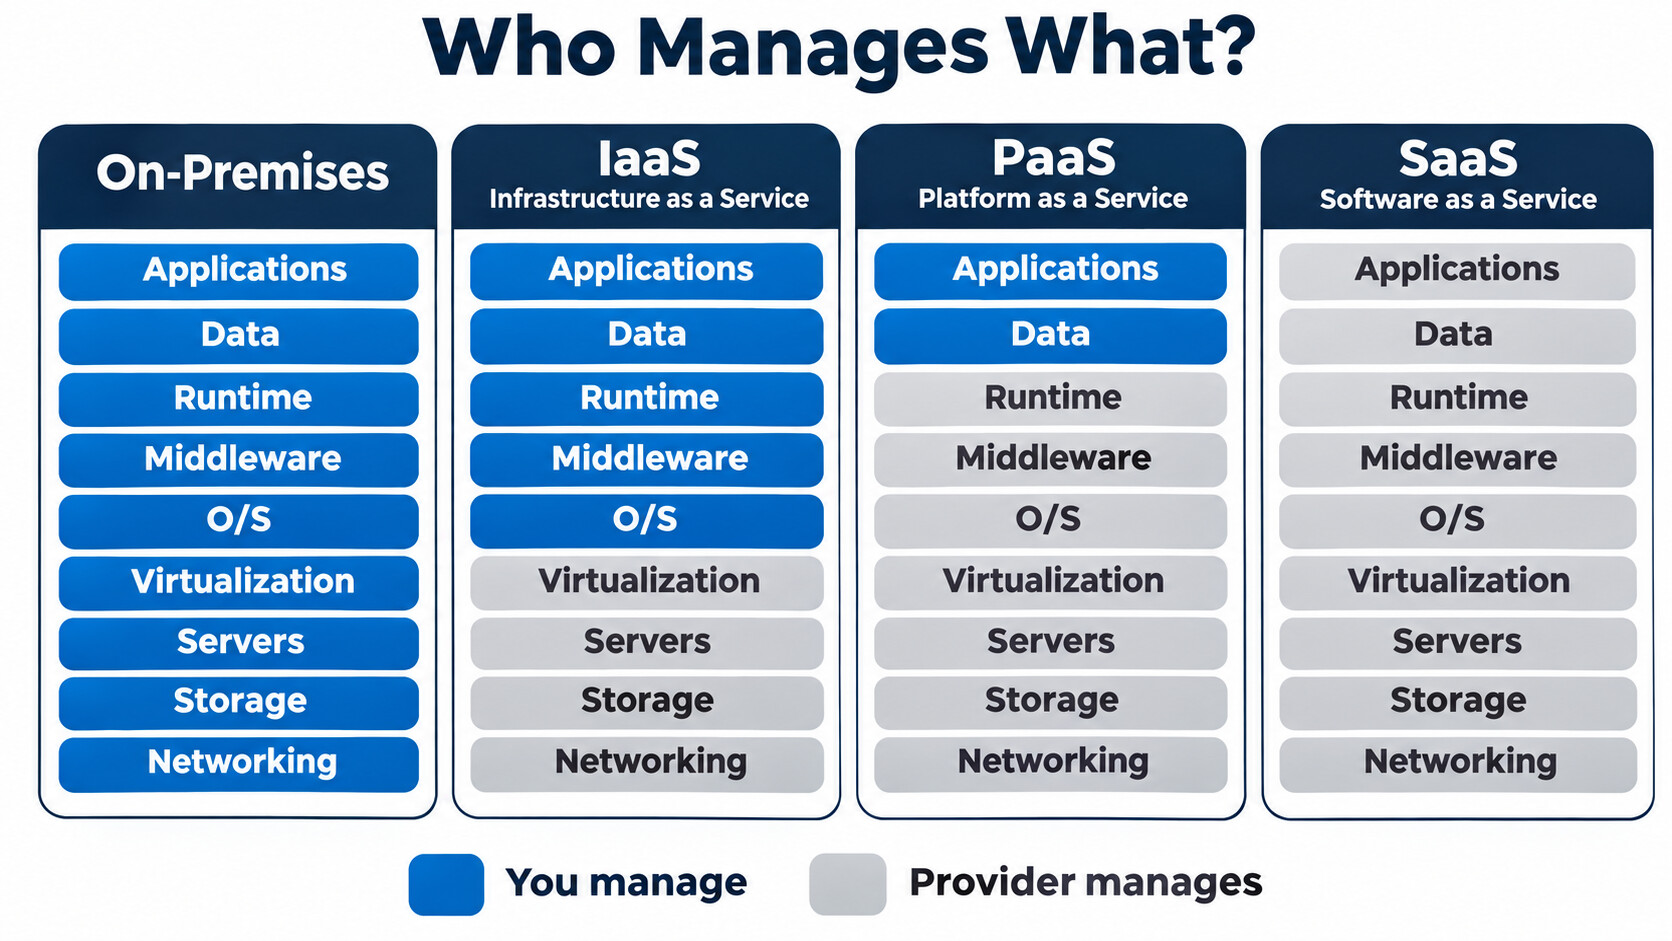 Who Manages What?
On-Premises
Applications
Data
Runtime
Middleware
O/S
Virtualization
Servers
Storage
Networking
IaaS
Infrastructure as a Service
Applications
Data
Runtime
Middleware
O/S
Virtualization
Servers
Storage
Networking
PaaS
Platform as a Service
Applications
Data
Runtime
Middleware
O/S
Virtualization
Servers
Storage
Networking
SaaS
Software as a Service
Applications
Data
Runtime
Middleware
O/S
Virtualization
Servers
Storage
Networking
You manage
Provider manages